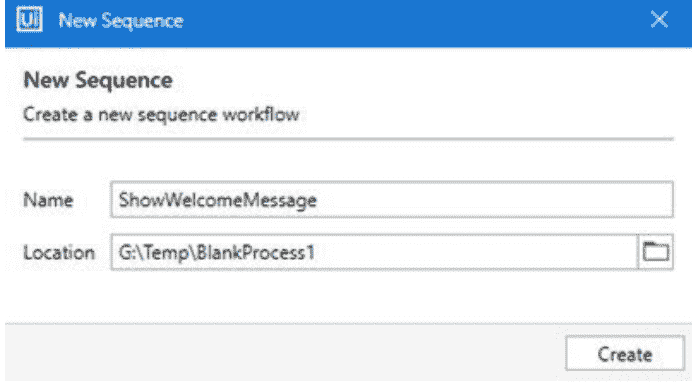 Ui New Sequence
New Sequence
Create a new sequence workflow
Name ShowWelcomeMessage
Location G:\Temp\BlankProcess1
Create